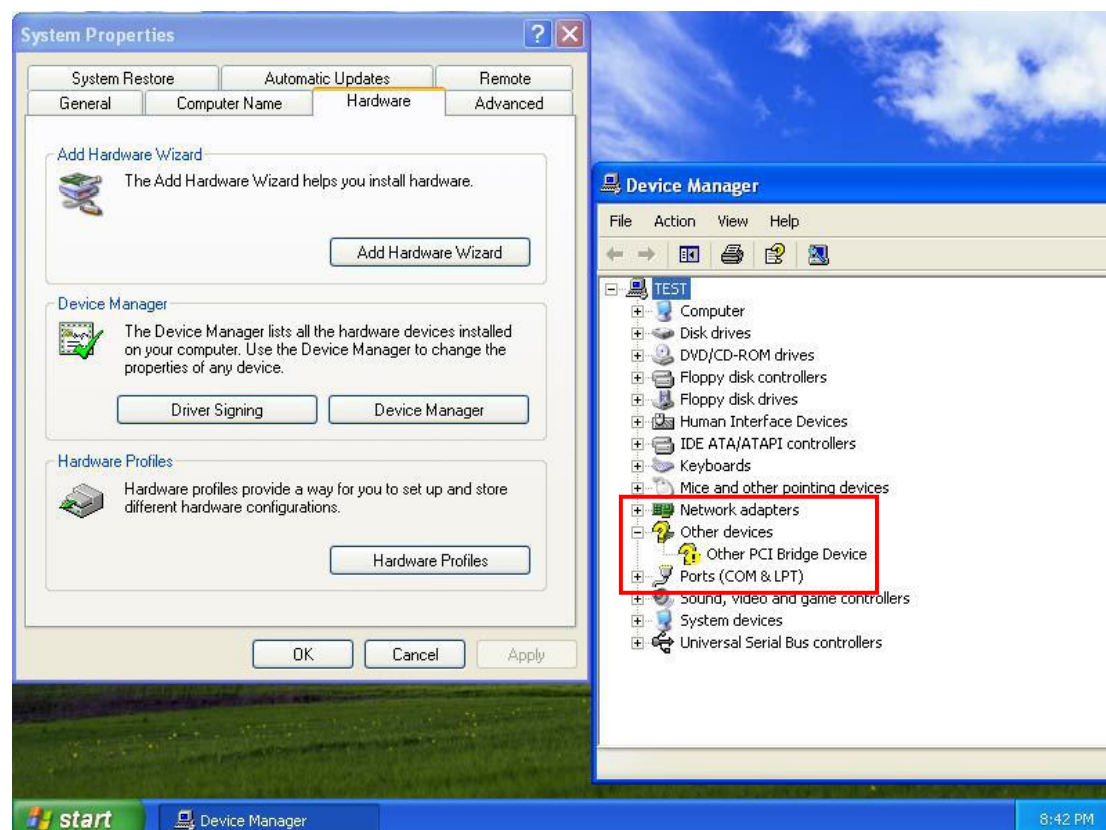 System Properties
System Restore Automatic Updates Remote
General Computer Name Hardware Advanced
Add Hardware Wizard
The Add Hardware Wizard helps you install hardware.
Add Hardware Wizard
Device Manager
The Device Manager lists all the hardware devices installed
on your computer. Use the Device Manager to change the
properties of any device.
Driver Signing Device Manager
Hardware Profiles
Hardware profiles provide a way for you to set up and store
different hardware configurations.
Hardware Profiles
OK Cancel Apply
Device Manager
File Action View Help
TEST
Computer
Disk drives
DVD/CD-ROM drives
Floppy disk controllers
Floppy disk drives
Human Interface Devices
IDE ATA/ATAPI controllers
Keyboards
Mice and other pointing devices
Network adapters
Other devices
Other PCI Bridge Device
Ports (COM & LPT)
Sound, video and game controllers
System devices
Universal Serial Bus controllers
start Device Manager 8:42 PM